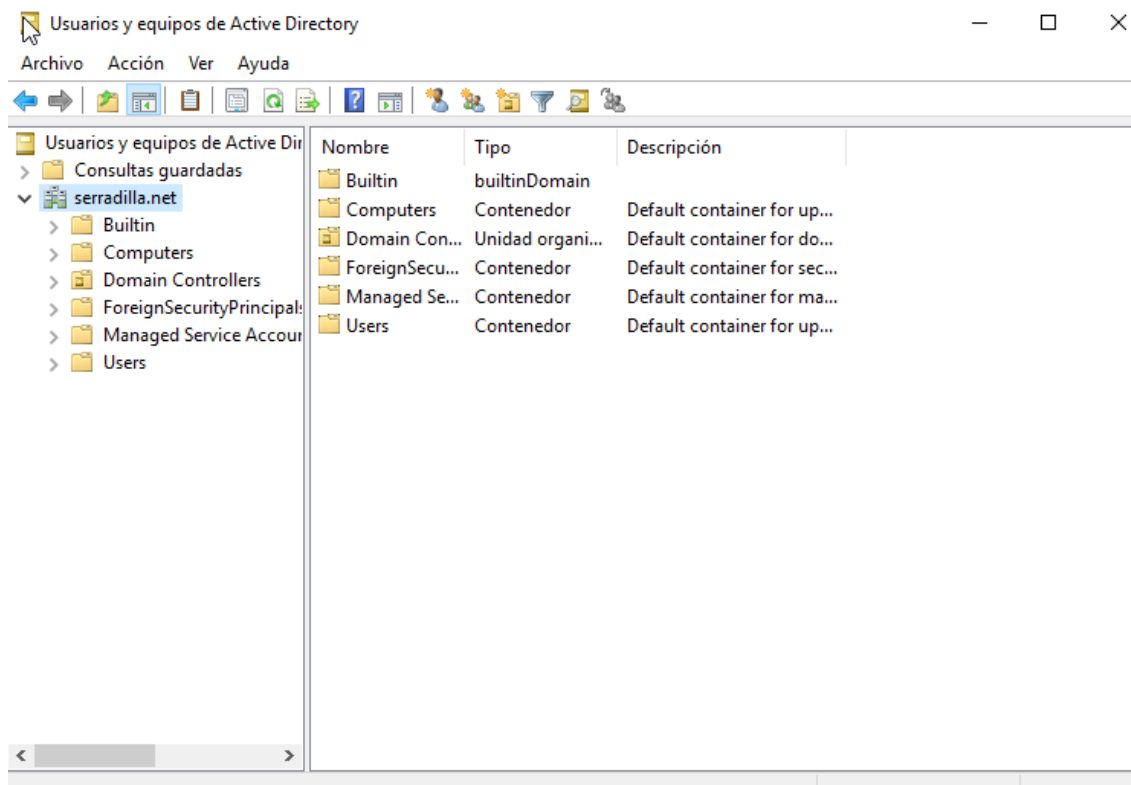 Usuarios y equipos de Active Directory
Archivo Acción Ver Ayuda
Usuarios y equipos de Active Dir
Consultas guardadas
serradilla.net
Builtin
Computers
Domain Controllers
ForeignSecurityPrincipals
Managed Service Accour
Users
Nombre Tipo Descripción
Builtin builtinDomain
Computers Contenedor Default container for up...
Domain Con... Unidad organi... Default container for do...
ForeignSecu... Contenedor Default container for sec...
Managed Se... Contenedor Default container for ma...
Users Contenedor Default container for up...